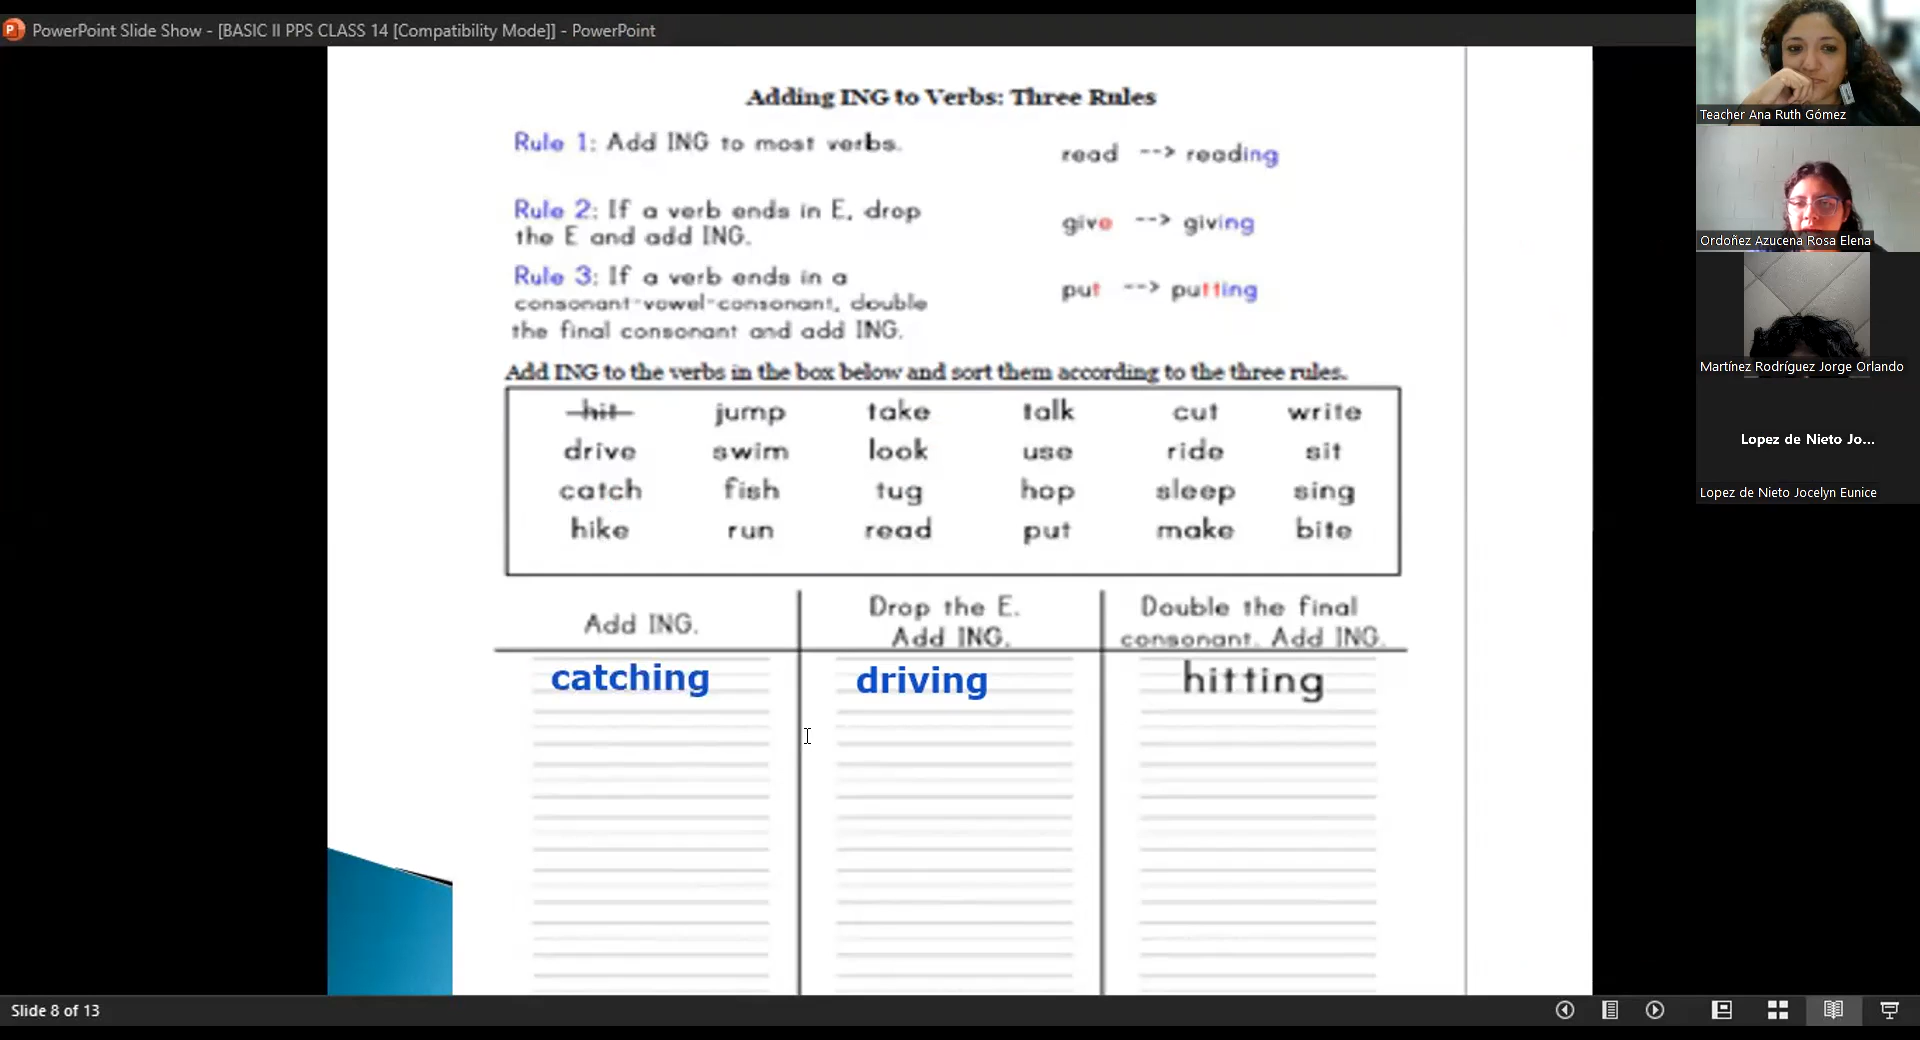 PowerPoint Slide Show - [BASIC II PPS CLASS 14 [Compatibility Mode]] - PowerPoint
Adding ING to Verbs: Three Rules
Rule 1: Add ING to most verbs.
read --> reading
Rule 2: If a verb ends in E, drop
the E and add ING.
give --> giving
Rule 3: If a verb ends in a
consonant-vowel-consonant, double
the final consonant and add ING.
put --> putting
Add ING to the verbs in the box below and sort them according to the three rules.
hit jump take talk cut write
drive swim look use ride sit
catch fish tug hop sleep sing
hike run read put make bite
Add ING.
Drop the E.
Add ING.
Double the final
consonant. Add ING.
catching driving hitting
Teacher Ana Ruth Gómez
Ordoñez Azucena Rosa Elena
Martínez Rodríguez Jorge Orlando
Lopez de Nieto Jo...
Lopez de Nieto Jocelyn Eunice
Slide 8 of 13